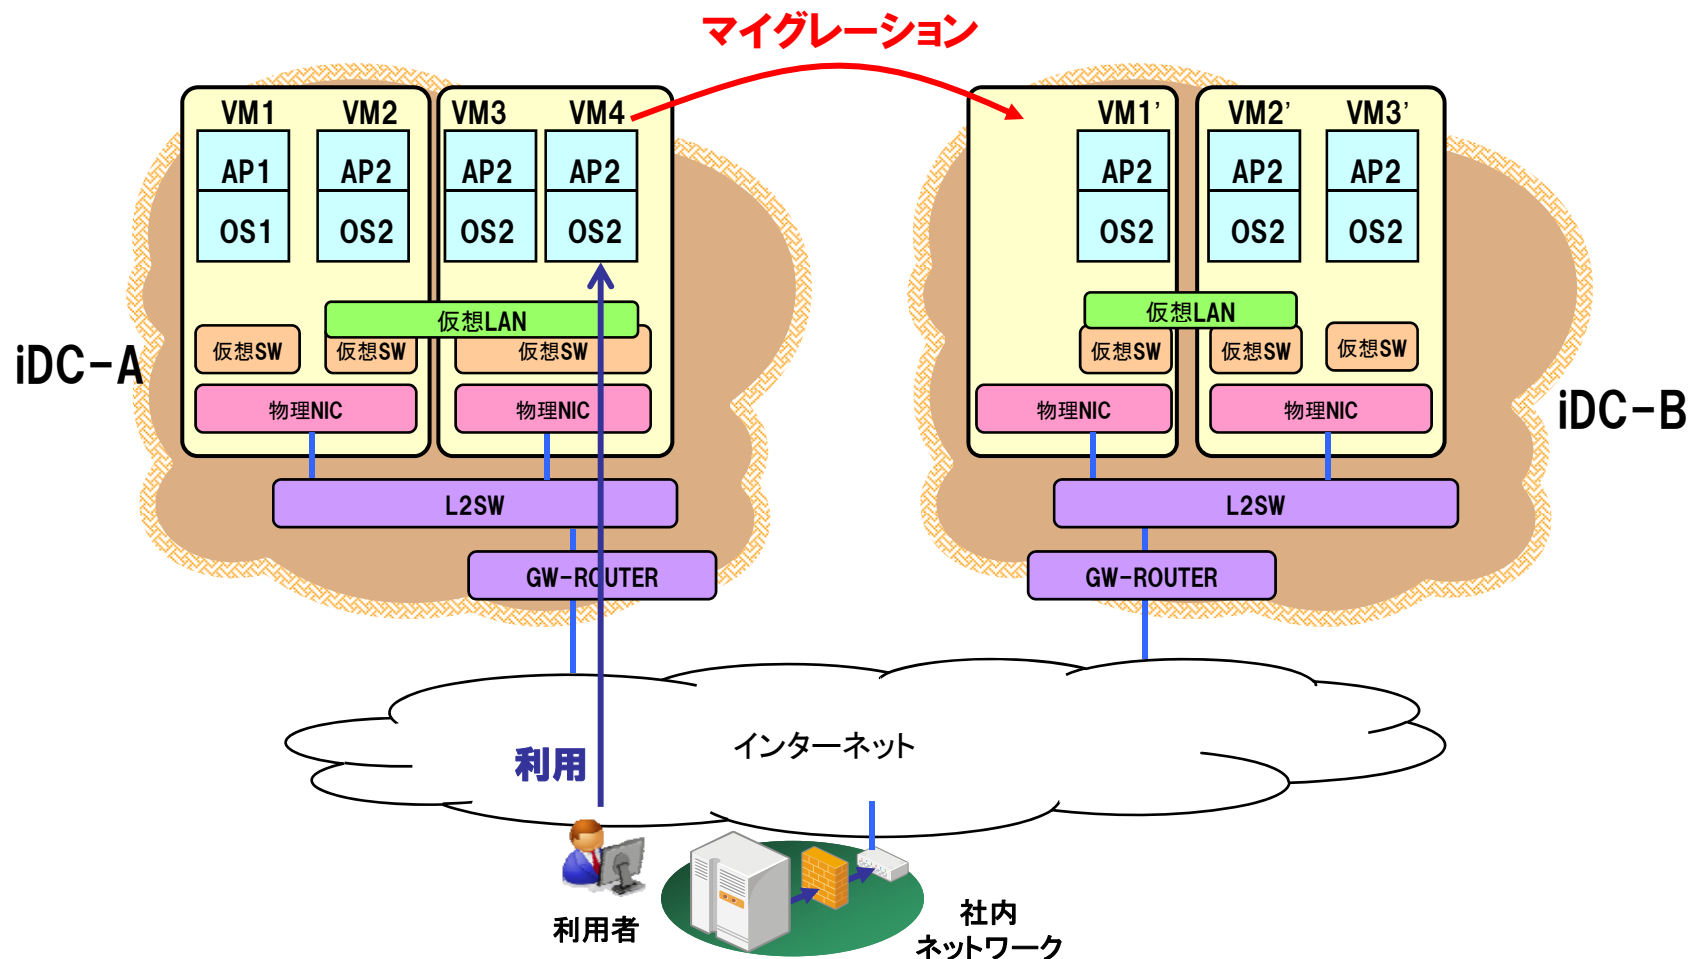 マイグレーション
VM1
VM2
VM3
VM4
AP1
AP2
AP2
AP2
OS1
OS2
OS2
OS2
仮想LAN
仮想SW
仮想SW
仮想SW
物理NIC
物理NIC
iDC-A
L2SW
GW-ROUTER
VM1'
VM2'
VM3'
AP2
AP2
AP2
OS2
OS2
OS2
仮想LAN
仮想SW
仮想SW
仮想SW
物理NIC
物理NIC
iDC-B
L2SW
GW-ROUTER
インターネット
利用
利用者
社内
ネットワーク